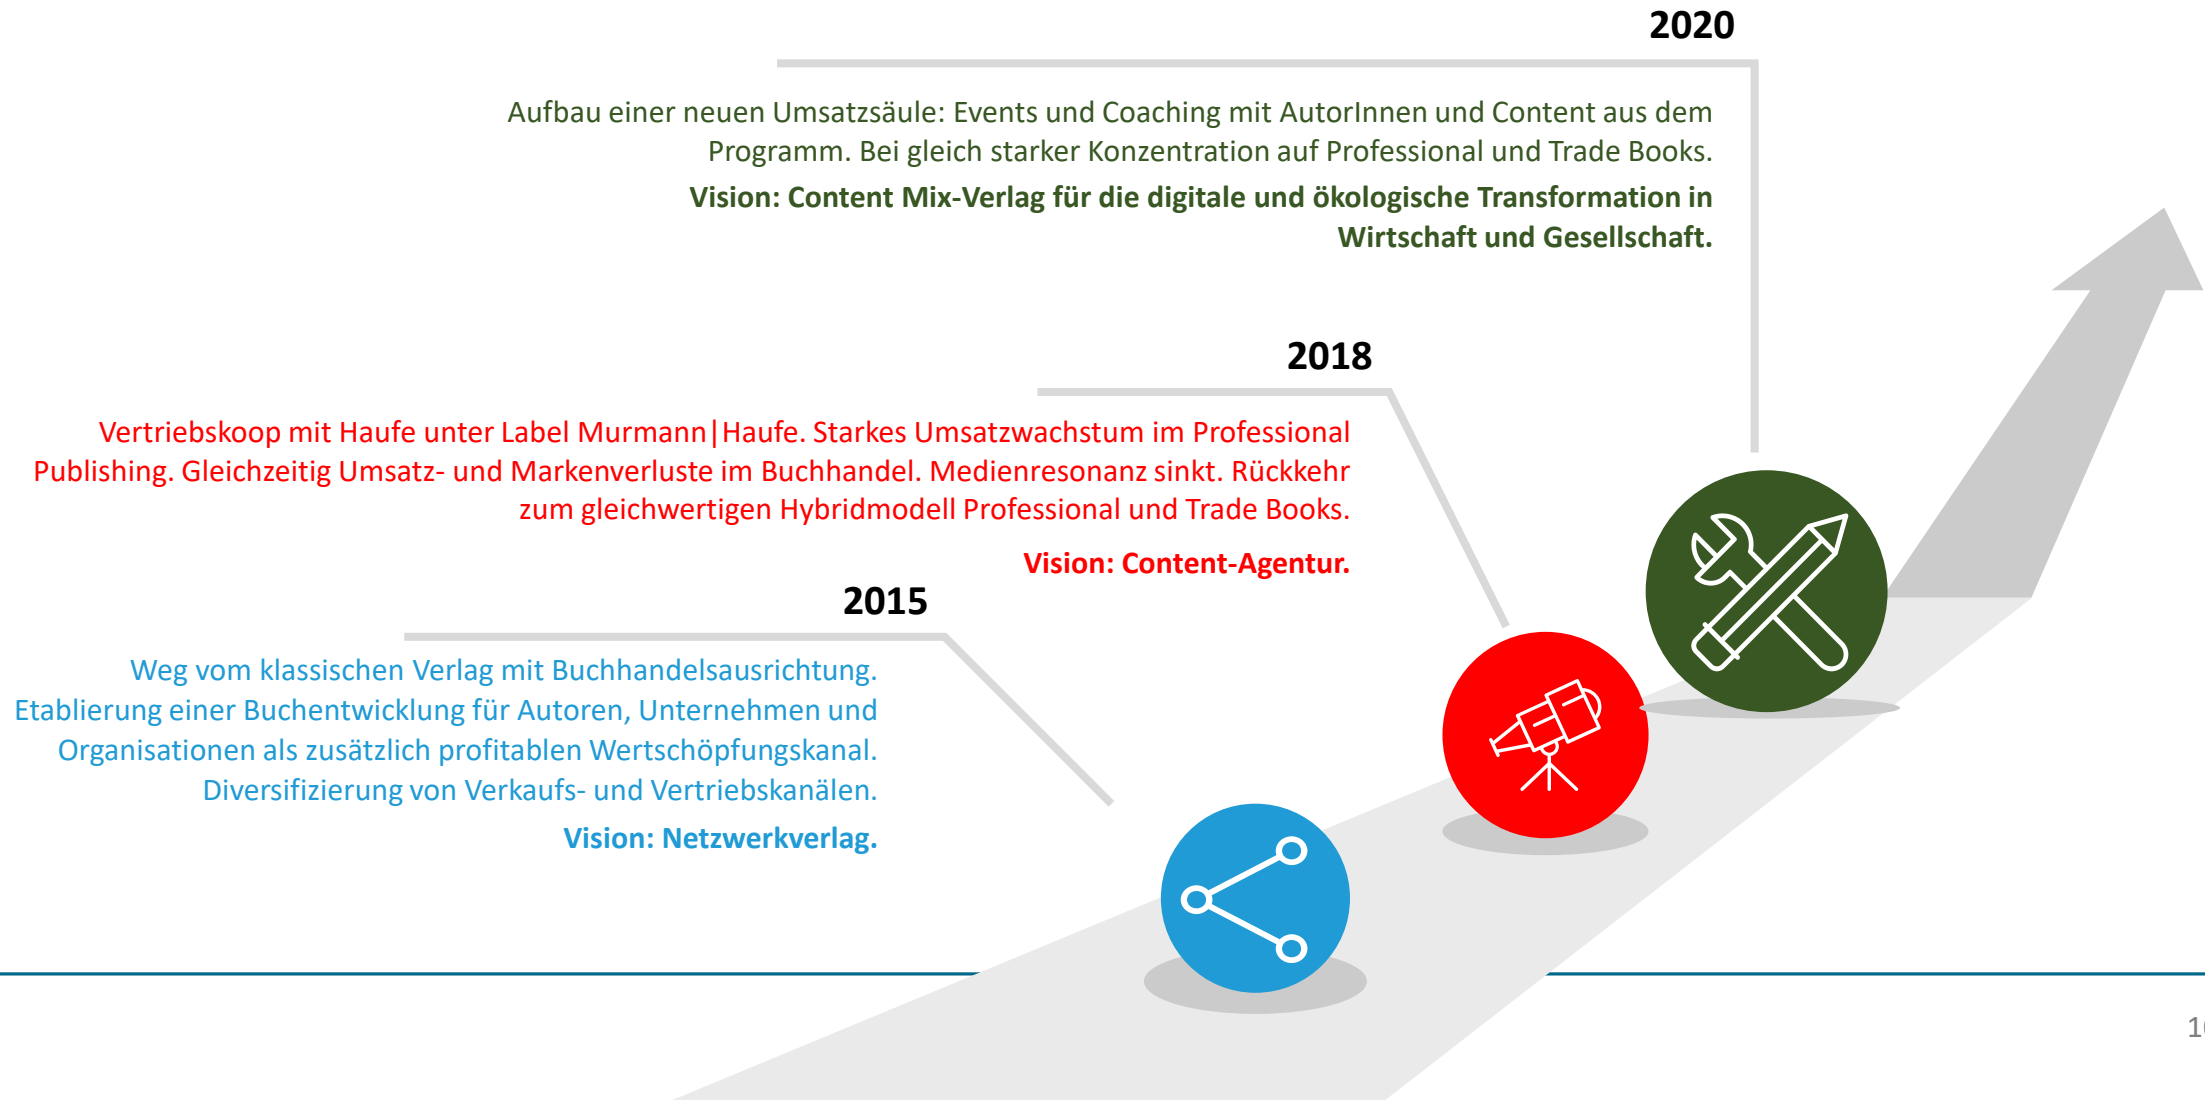 2020
Aufbau einer neuen Umsatzsäule: Events und Coaching mit AutorInnen und Content aus dem
Programm. Bei gleich starker Konzentration auf Professional und Trade Books.
Vision: Content Mix-Verlag für die digitale und ökologische Transformation in
Wirtschaft und Gesellschaft.
2018
Vertriebskoop mit Haufe unter Label Murmann|Haufe. Starkes Umsatzwachstum im Professional
Publishing. Gleichzeitig Umsatz- und Markenverluste im Buchhandel. Medienresonanz sinkt. Rückkehr
zum gleichwertigen Hybridmodell Professional und Trade Books.
Vision: Content-Agentur.
2015
Weg vom klassischen Verlag mit Buchhandelsausrichtung.
Etablierung einer Buchentwicklung für Autoren, Unternehmen und
Organisationen als zusätzlich profitablen Wertschöpfungskanal.
Diversifizierung von Verkaufs- und Vertriebskanälen.
Vision: Netzwerkverlag.